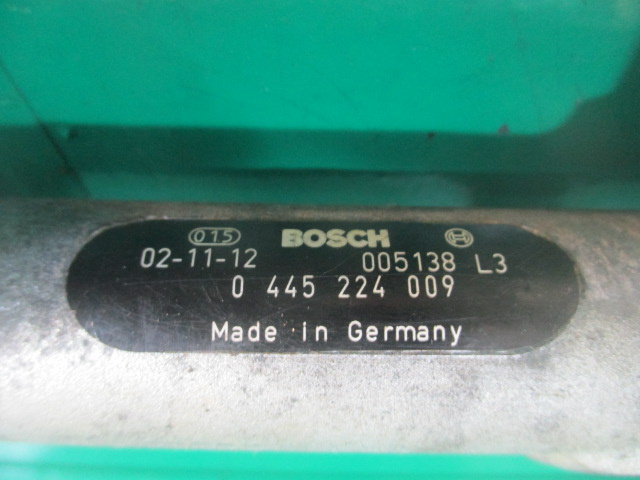 015 BOSCH
02-11-12 005138 L3
0 445 224 009
Made in Germany